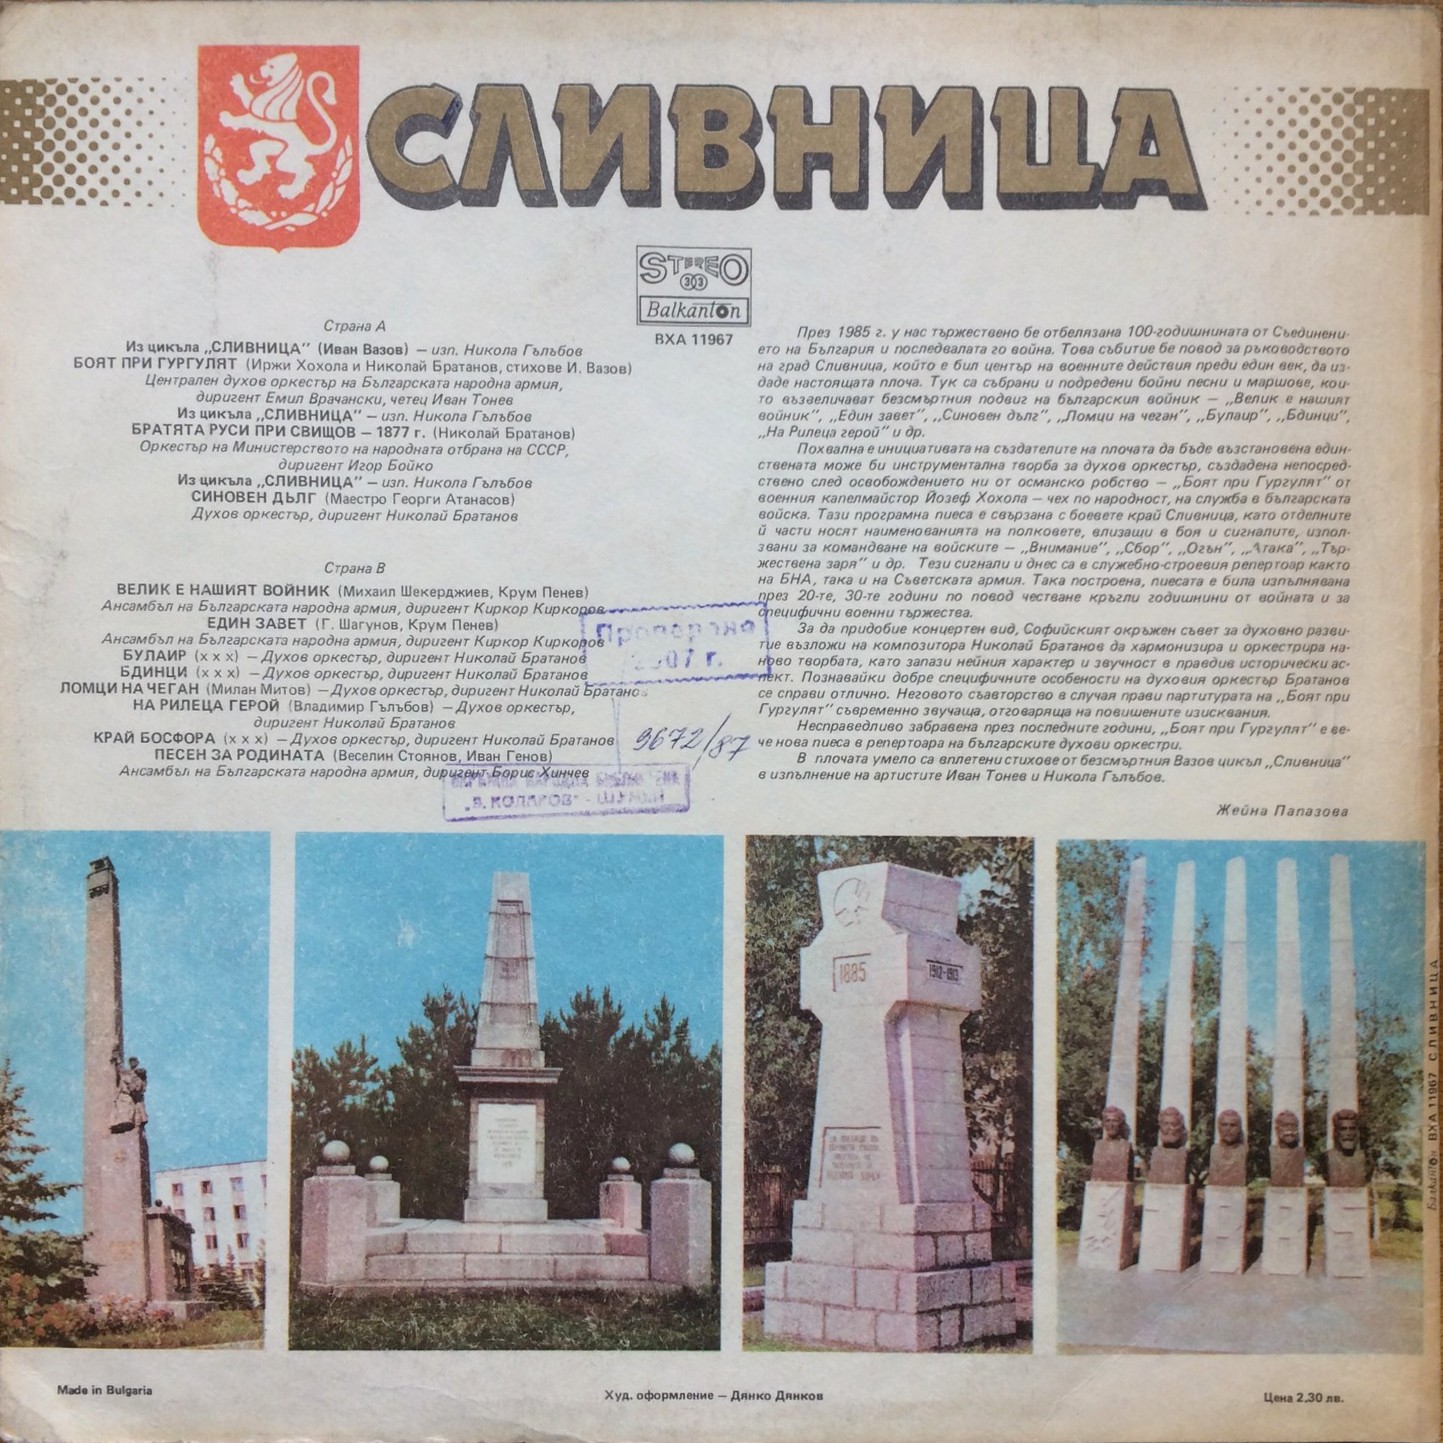 СЛИВНИЦА
STEREO
33
Balkanton
ВХА 11967
Страна А
Из цикъла „СЛИВНИЦА" (Иван Вазов) — изп. Никола Гълъбов
БОЯТ ПРИ ГУРГУЛЯТ (Иржи Хохола и Николай Братанов, стихове И. Вазов)
Централен духов оркестър на Българската народна армия,
диригент Емил Врачански, четец Иван Тонев
Из цикъла „СЛИВНИЦА" — изп. Никола Гълъбов
БРАТЯТА РУСИ ПРИ СВИЩОВ — 1877 г. (Николай Братанов)
Оркестър на Министерството на народната отбрана на СССР,
диригент Игор Бойко
Из цикъла „СЛИВНИЦА" — изп. Никола Гълъбов
СИНОВЕН ДЪЛГ (Маестро Георги Атанасов)
Духов оркестър, диригент Николай Братанов
Страна В
ВЕЛИК Е НАШИЯТ ВОЙНИК (Михаил Шекерджиев, Крум Пенев)
Ансамбъл на Българската народна армия, диригент Киркор Киркоров
ЕДИН ЗАВЕТ (Г. Шагунов, Крум Пенев)
Ансамбъл на Българската народна армия, диригент Киркор Киркоров
БУЛАИР (х х х) — Духов оркестър, диригент Николай Братанов
БДИНЦИ (х х х) — Духов оркестър, диригент Николай Братанов
ЛОМЦИ НА ЧЕГАН (Милан Митов) — Духов оркестър, диригент Николай Братанов
НА РИЛЕЦА ГЕРОЙ (Владимир Гълъбов) — Духов оркестър,
диригент Николай Братанов
КРАЙ БОСФОРА (х х х) — Духов оркестър, диригент Николай Братанов
ПЕСЕН ЗА РОДИНАТА (Веселин Стоянов, Иван Генов)
Ансамбъл на Българската народна армия, диригент Борис Хинчев
През 1985 г. у нас тържествено бе отбелязана 100-годишнината от Съединени-
ето на България и последвалата го война. Това събитие бе повод за ръководството
на град Сливница, който е бил център на военните действия преди един век, да из-
даде настоящата плоча. Тук са събрани и подредени бойни песни и маршове, кои-
то възвеличават безсмъртния подвиг на българския войник — „Велик е нашият
войник", „Един завет", „Синовен дълг", „Ломци на чеган", „Булаир", „Бдинци",
„На Рилеца герой" и др.
Похвална е инициативата на създателите на плочата да бъде възстановена един-
ствената може би инструментална творба за духов оркестър, създадена непосред-
ствено след освобождението ни от османско робство — „Боят при Гургулят" от
военния капелмайстор Йозеф Хохола — чех по народност, на служба в българската
войска. Тази програмна пиеса е свързана с боевете край Сливница, като отделните
й части носят наименованията на полковете, влизащи в боя и сигналите, изпол-
звани за командване на войските — „Внимание", „Сбор", „Огън", „Атака", „Тър-
жествена заря" и др. Тези сигнали и днес са в служебно-строевия репертоар както
на БНА, така и на Съветската армия. Така построена, пиесата е била изпълнявана
през 20-те, 30-те години по повод честване кръгли годишнини от войната и за
специфични военни тържества.
За да придобие концертен вид, Софийският окръжен съвет за духовно разви-
тие възложи на композитора Николай Братанов да хармонизира и оркестрира на-
ново творбата, като запази нейния характер и звучност в правдив исторически ас-
пект. Познавайки добре специфичните особености на духовия оркестър Братанов
се справи отлично. Неговото съавторство в случая прави партитурата на „Боят при
Гургулят" съвременно звучаща, отговаряща на повишените изисквания.
Несправедливо забравена през последните години, „Боят при Гургулят" е ве-
че нова пиеса в репертоара на българските духови оркестри.
В плочата умело са вплетени стихове от безсмъртния Вазов цикъл „Сливница"
в изпълнение на артистите Иван Тонев и Никола Гълъбов.
Жейна Папазова
Проверено
2007 г.
9672/87
„В. КОЛАРОВ" - ШУМЕН
1885
1912-1913
Balkanton ВХА 11967 СЛИВНИЦА
Made in Bulgaria
Худ. оформление — Дянко Дянков
Цена 2,30 лв.